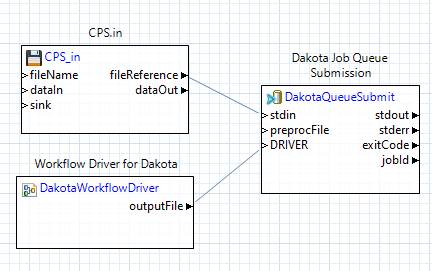 CPS.in
CPS_in
fileName fileReference
dataIn dataOut
sink
Dakota Job Queue
Submission
DakotaQueueSubmit
stdin stdout
preprocFile stderr
DRIVER exitCode
jobId
Workflow Driver for Dakota
DakotaWorkflowDriver
outputFile